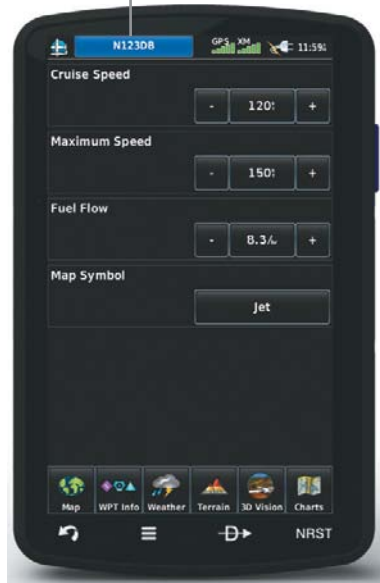 N123DB GPS XM 11:59
Cruise Speed
- 120 +
Maximum Speed
- 150 +
Fuel Flow
- 8.3/ +
Map Symbol
Jet
Map WPT Info Weather Terrain 3D Vision Charts
NRST